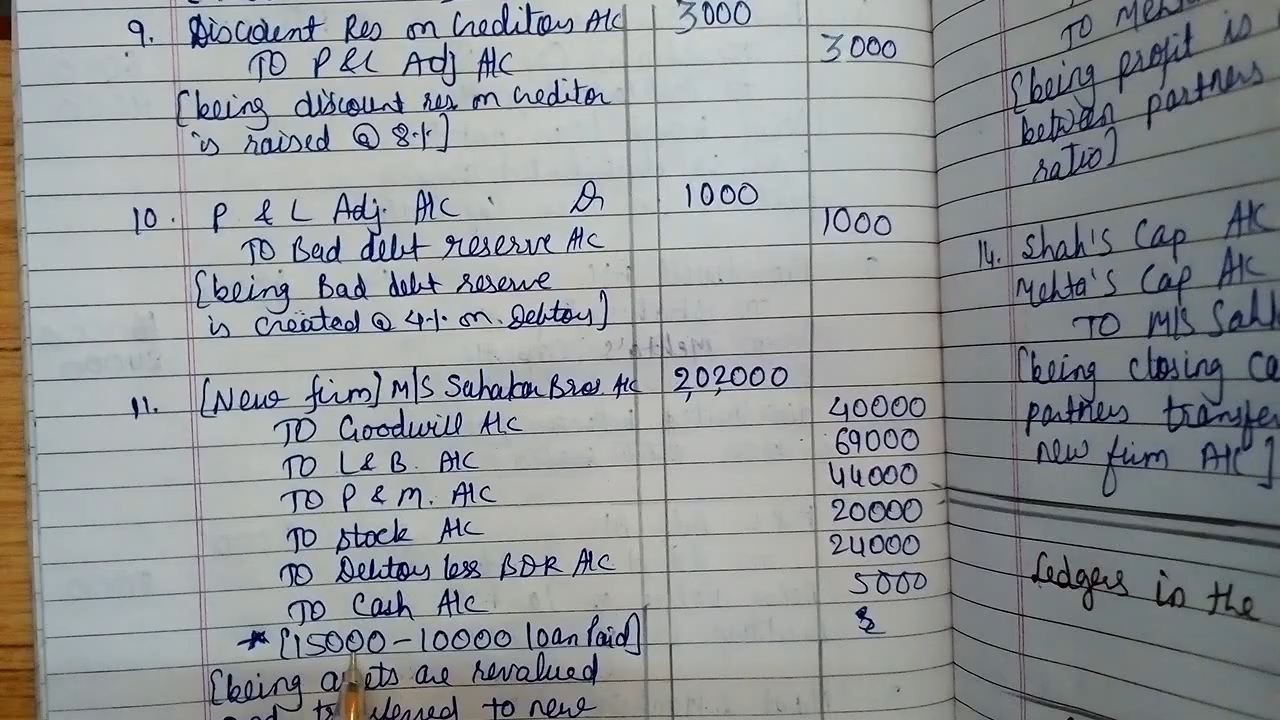 9. Discount Res on Creditors A/c 3000
TO P & L Adj A/c 3000
[being discount res on Creditor
is raised @ 8%]
10. P & L Adj. A/c Dr 1000
TO Bad debt reserve A/c 1000
[being Bad debt reserve
is created @ 4% on Debtors]
11. [New firm] M/S Sahakar Bros. A/c 202000
TO Goodwill A/c 40000
TO L & B. A/c 69000
TO P & M. A/c 44000
TO Stock A/c 20000
TO Debtors less BDR A/c 24000
TO Cash A/c 5000
* [15000-10000 loan Paid]
[being assets are revalued
to new
TO Mehta
[being profit is
between partners
ratio]
14. Shah's Cap A/c
Mehta's Cap A/c
TO M/S Sah
[being closing Ca
partners transfe
new firm A/c]
Ledgers in the